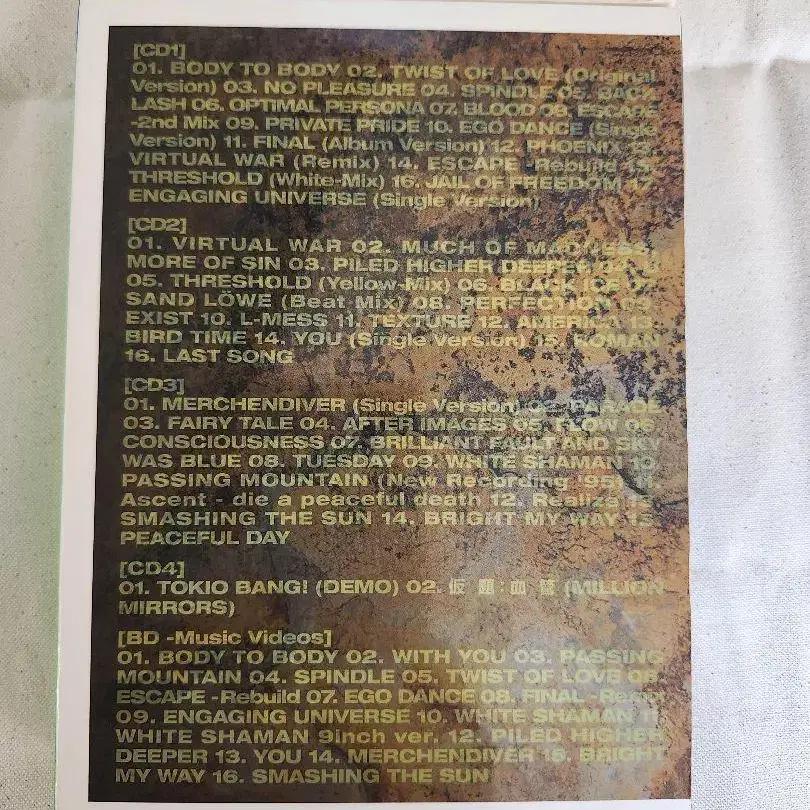 [CD1]
01. BODY TO BODY 02. TWIST OF LOVE (Original
Version) 03. NO PLEASURE 04. SPINDLE 05. BACK
LASH 06. OPTIMAL PERSONA 07. BLOOD 08. ESCAPE
-2nd Mix 09. PRIVATE PRIDE 10. EGO DANCE (Single
Version) 11. FINAL (Album Version) 12. PHOENIX 13.
VIRTUAL WAR (Remix) 14. ESCAPE -Rebuild 15.
THRESHOLD (White-Mix) 16. JAIL OF FREEDOM 17.
ENGAGING UNIVERSE (Single Version)
[CD2]
01. VIRTUAL WAR 02. MUCH OF MADNESS,
MORE OF SIN 03. PILED HIGHER DEEPER
05. THRESHOLD (Yellow-Mix) 06. BLACK ICE 07.
SAND LÖWE (Beat-Mix) 08. PERFECTION 09.
EXIST 10. L-MESS 11. TEXTURE 12. AMERICA 13.
BIRD TIME 14. YOU (Single Version) 15. ROMAN
16. LAST SONG
[CD3]
01. MERCHENDIVER (Single Version) 02. PARADE
03. FAIRY TALE 04. AFTER IMAGES 05. FLOW 06.
CONSCIOUSNESS 07. BRILLIANT FAULT AND SKY
WAS BLUE 08. TUESDAY 09. WHITE SHAMAN 10.
PASSING MOUNTAIN (New Recording '95) 11.
Ascent - die a peaceful death 12. Realize 13.
SMASHING THE SUN 14. BRIGHT MY WAY 15.
PEACEFUL DAY
[CD4]
01. TOKIO BANG! (DEMO) 02. 仮題:血管 (MILLION
MIRRORS)
[BD -Music Videos]
01. BODY TO BODY 02. WITH YOU 03. PASSING
MOUNTAIN 04. SPINDLE 05. TWIST OF LOVE 06.
ESCAPE -Rebuild 07. EGO DANCE 08. FINAL -Remix
09. ENGAGING UNIVERSE 10. WHITE SHAMAN 11.
WHITE SHAMAN 9inch ver. 12. PILED HIGHER
DEEPER 13. YOU 14. MERCHENDIVER 15. BRIGHT
MY WAY 16. SMASHING THE SUN